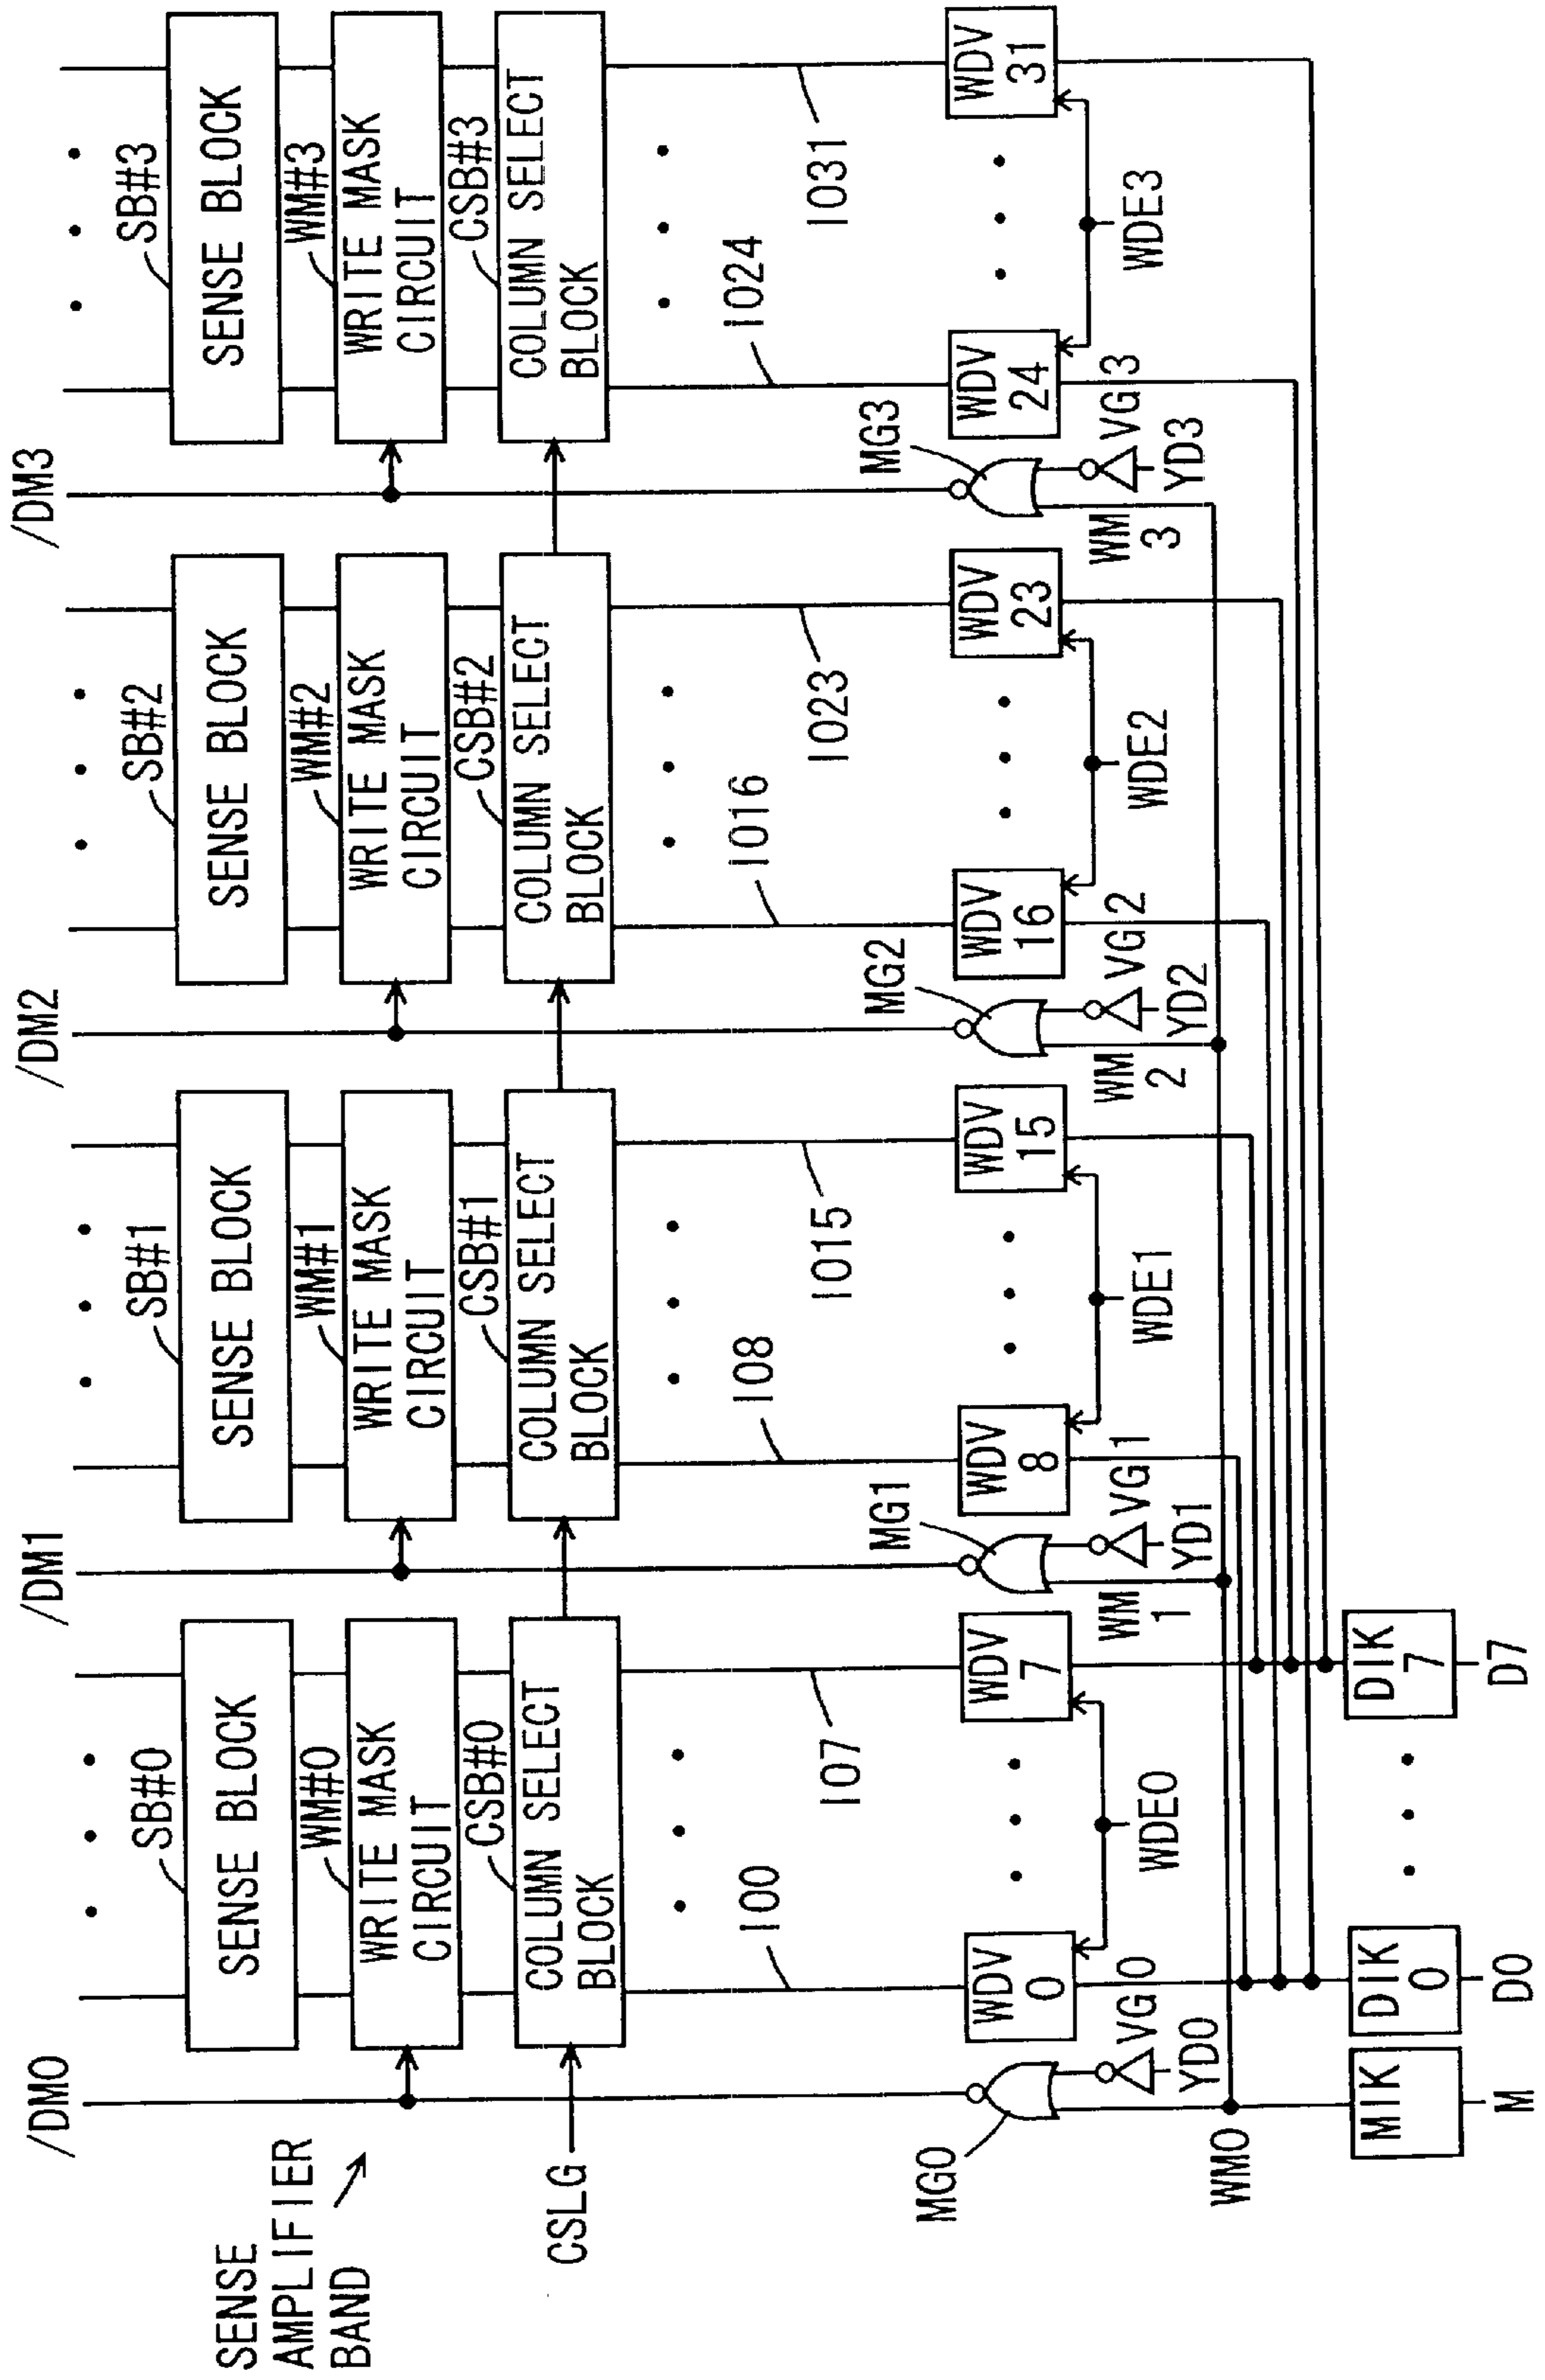 /DM0
/DM1
/DM2
/DM3
SB#0
SB#1
SB#2
SB#3
SENSE BLOCK
SENSE BLOCK
SENSE BLOCK
SENSE BLOCK
WM#0
WM#1
WM#2
WM#3
WRITE MASK
CIRCUIT
WRITE MASK
CIRCUIT
WRITE MASK
CIRCUIT
WRITE MASK
CIRCUIT
SENSE
AMPLIFIER
BAND
CSB#0
CSB#1
CSB#2
CSB#3
CSLG
COLUMN SELECT
BLOCK
COLUMN SELECT
BLOCK
COLUMN SELECT
BLOCK
COLUMN SELECT
BLOCK
IO0
IO7
IO8
IO15
IO16
IO23
IO24
IO31
MG0
MG1
MG2
MG3
WDV
0
WDV
7
WDV
8
WDV
15
WDV
16
WDV
23
WDV
24
WDV
31
VG0
VG1
VG2
VG3
YD0
YD1
YD2
YD3
WDE0
WDE1
WDE2
WDE3
WM0
WM
1
WM
2
WM
3
MIK
DIK
0
DIK
7
M
D0
D7